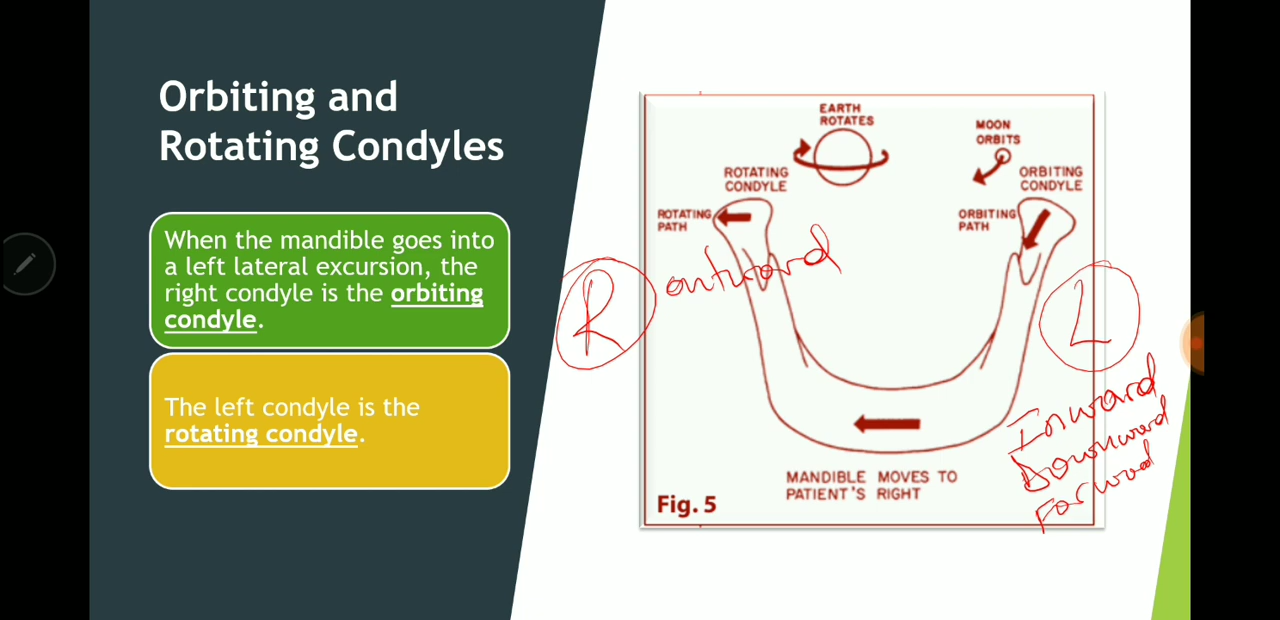 Orbiting and
Rotating Condyles
When the mandible goes into
a left lateral excursion, the
right condyle is the orbiting
condyle.
The left condyle is the
rotating condyle.
EARTH
ROTATES
MOON
ORBITS
ROTATING
CONDYLE
ORBITING
CONDYLE
ROTATING
PATH
ORBITING
PATH
R
outward
L
Inward
Downward
Forward
MANDIBLE MOVES TO
PATIENT'S RIGHT
Fig. 5